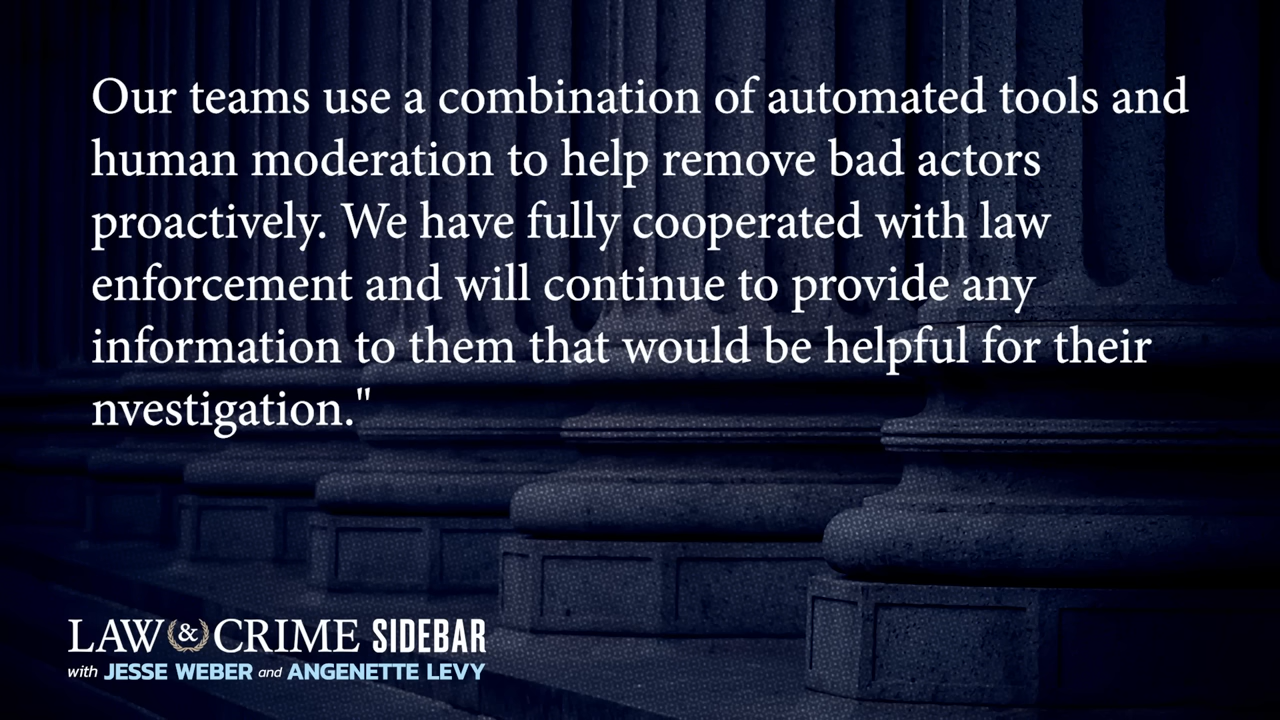 Our teams use a combination of automated tools and
human moderation to help remove bad actors
proactively. We have fully cooperated with law
enforcement and will continue to provide any
information to them that would be helpful for their
nvestigation."
LAW & CRIME SIDEBAR
with JESSE WEBER and ANGENETTE LEVY